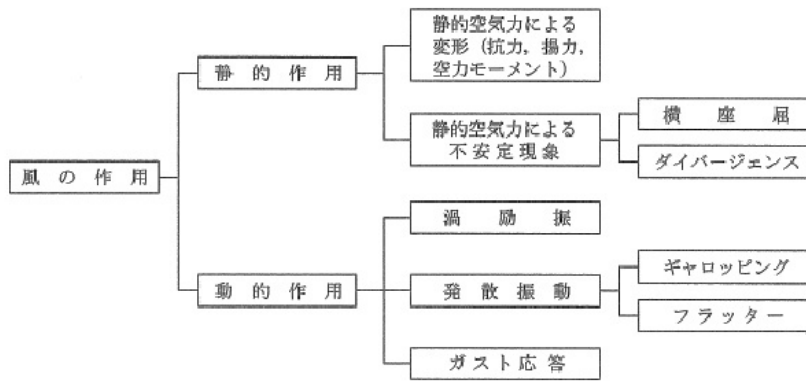 静的空気力による
変形（抗力，揚力，
空力モーメント）
静的作用
静的空気力による
不安定現象
横座屈
ダイバージェンス
風の作用
渦励振
動的作用
発散振動
ギャロッピング
フラッター
ガスト応答